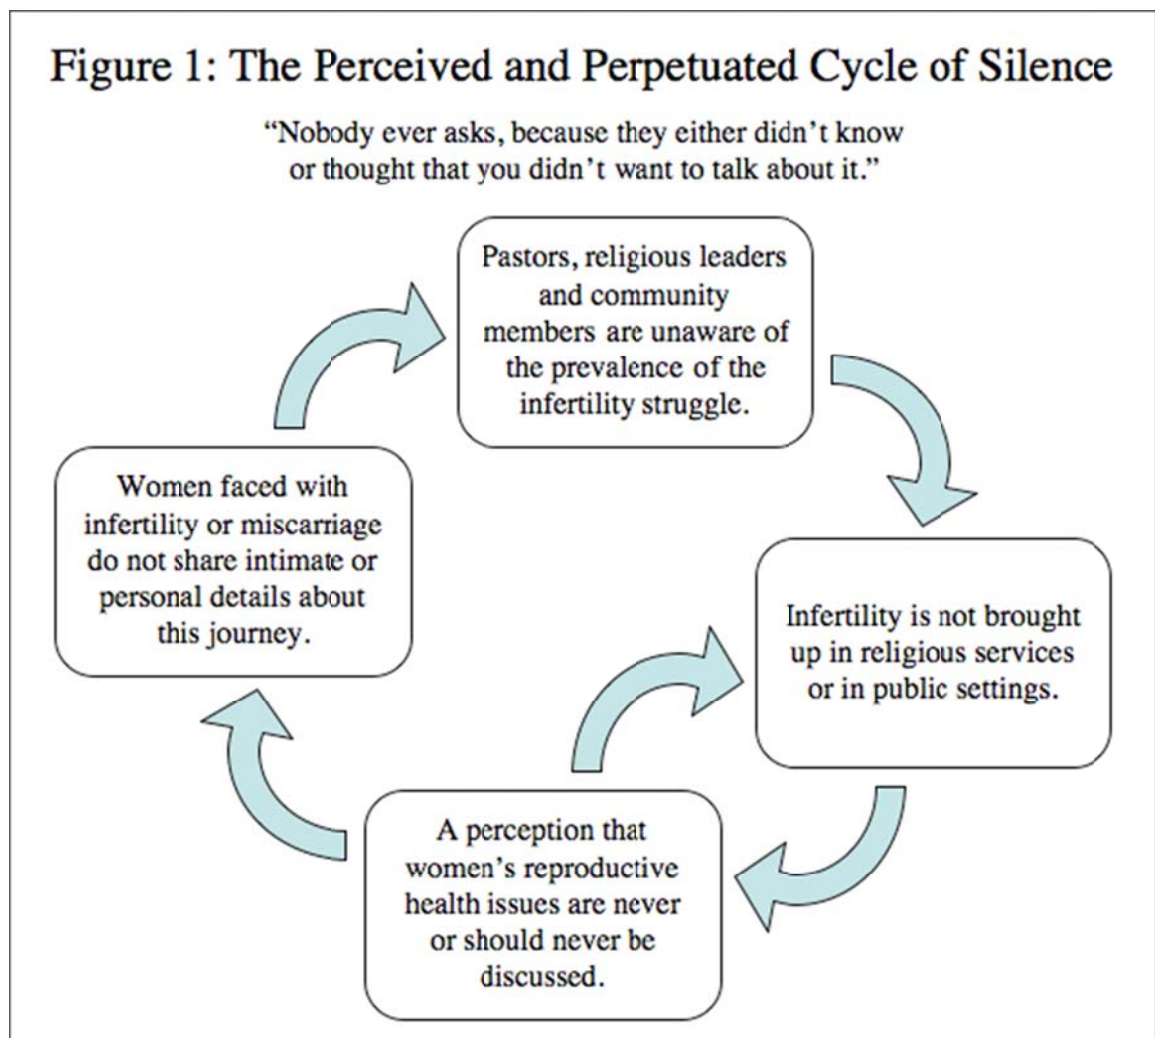 Figure 1: The Perceived and Perpetuated Cycle of Silence
“Nobody ever asks, because they either didn’t know
or thought that you didn’t want to talk about it.”
Pastors, religious leaders
and community
members are unaware of
the prevalence of the
infertility struggle.
Women faced with
infertility or miscarriage
do not share intimate or
personal details about
this journey.
Infertility is not brought
up in religious services
or in public settings.
A perception that
women’s reproductive
health issues are never
or should never be
discussed.